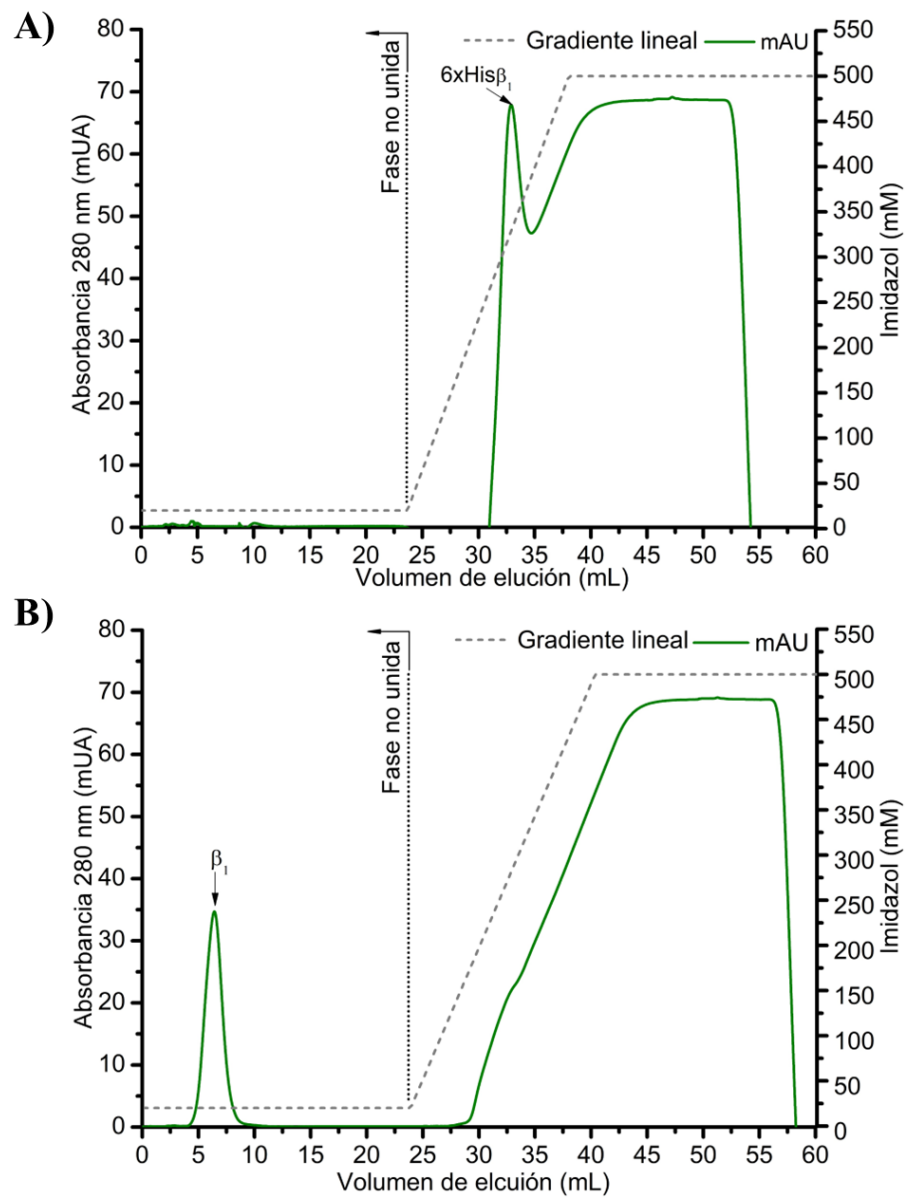 A)
Gradiente lineal mAU
6xHisβ₁
Fase no unida
Absorbancia 280 nm (mUA)
80
70
60
50
40
30
20
10
0
Imidazol (mM)
550
500
450
400
350
300
250
200
150
100
50
0
0 5 10 15 20 25 30 35 40 45 50 55 60
Volumen de elución (mL)
B)
Gradiente lineal mAU
β₁
Fase no unida
Absorbancia 280 nm (mUA)
80
70
60
50
40
30
20
10
0
Imidazol (mM)
550
500
450
400
350
300
250
200
150
100
50
0
0 5 10 15 20 25 30 35 40 45 50 55 60
Volumen de elcuión (mL)